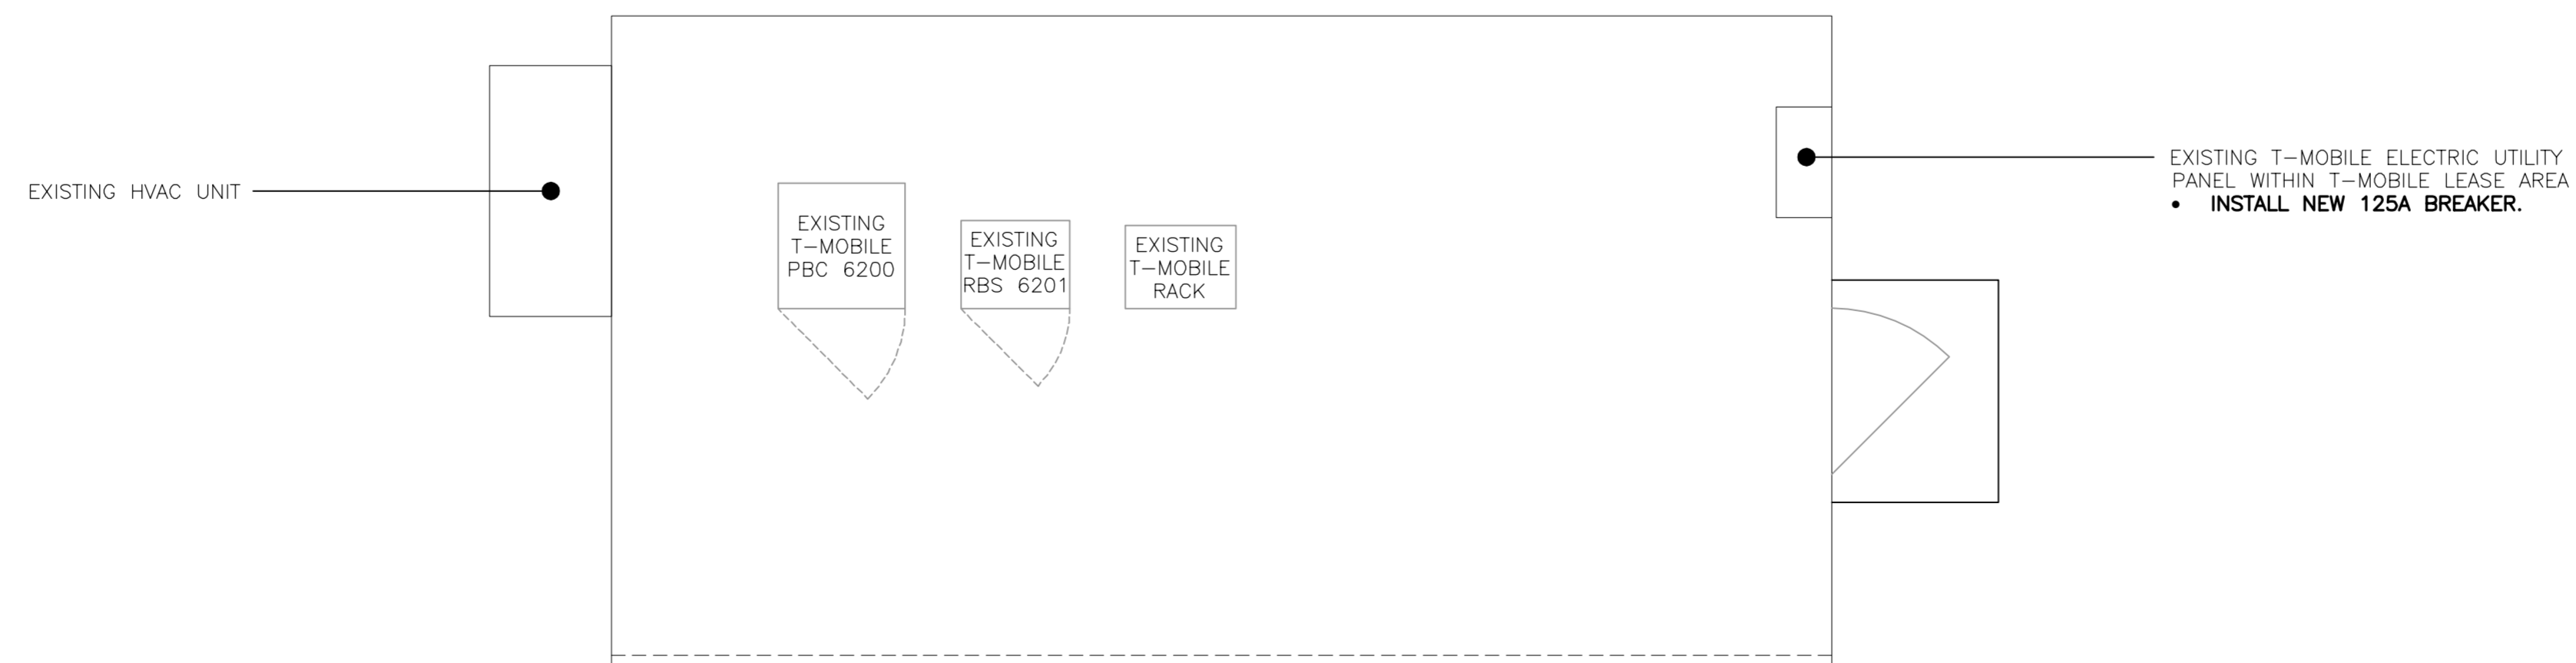 EXISTING HVAC UNIT
EXISTING
T-MOBILE
PBC 6200
EXISTING
T-MOBILE
RBS 6201
EXISTING
T-MOBILE
RACK
EXISTING T-MOBILE ELECTRIC UTILITY
PANEL WITHIN T-MOBILE LEASE AREA
• INSTALL NEW 125A BREAKER.